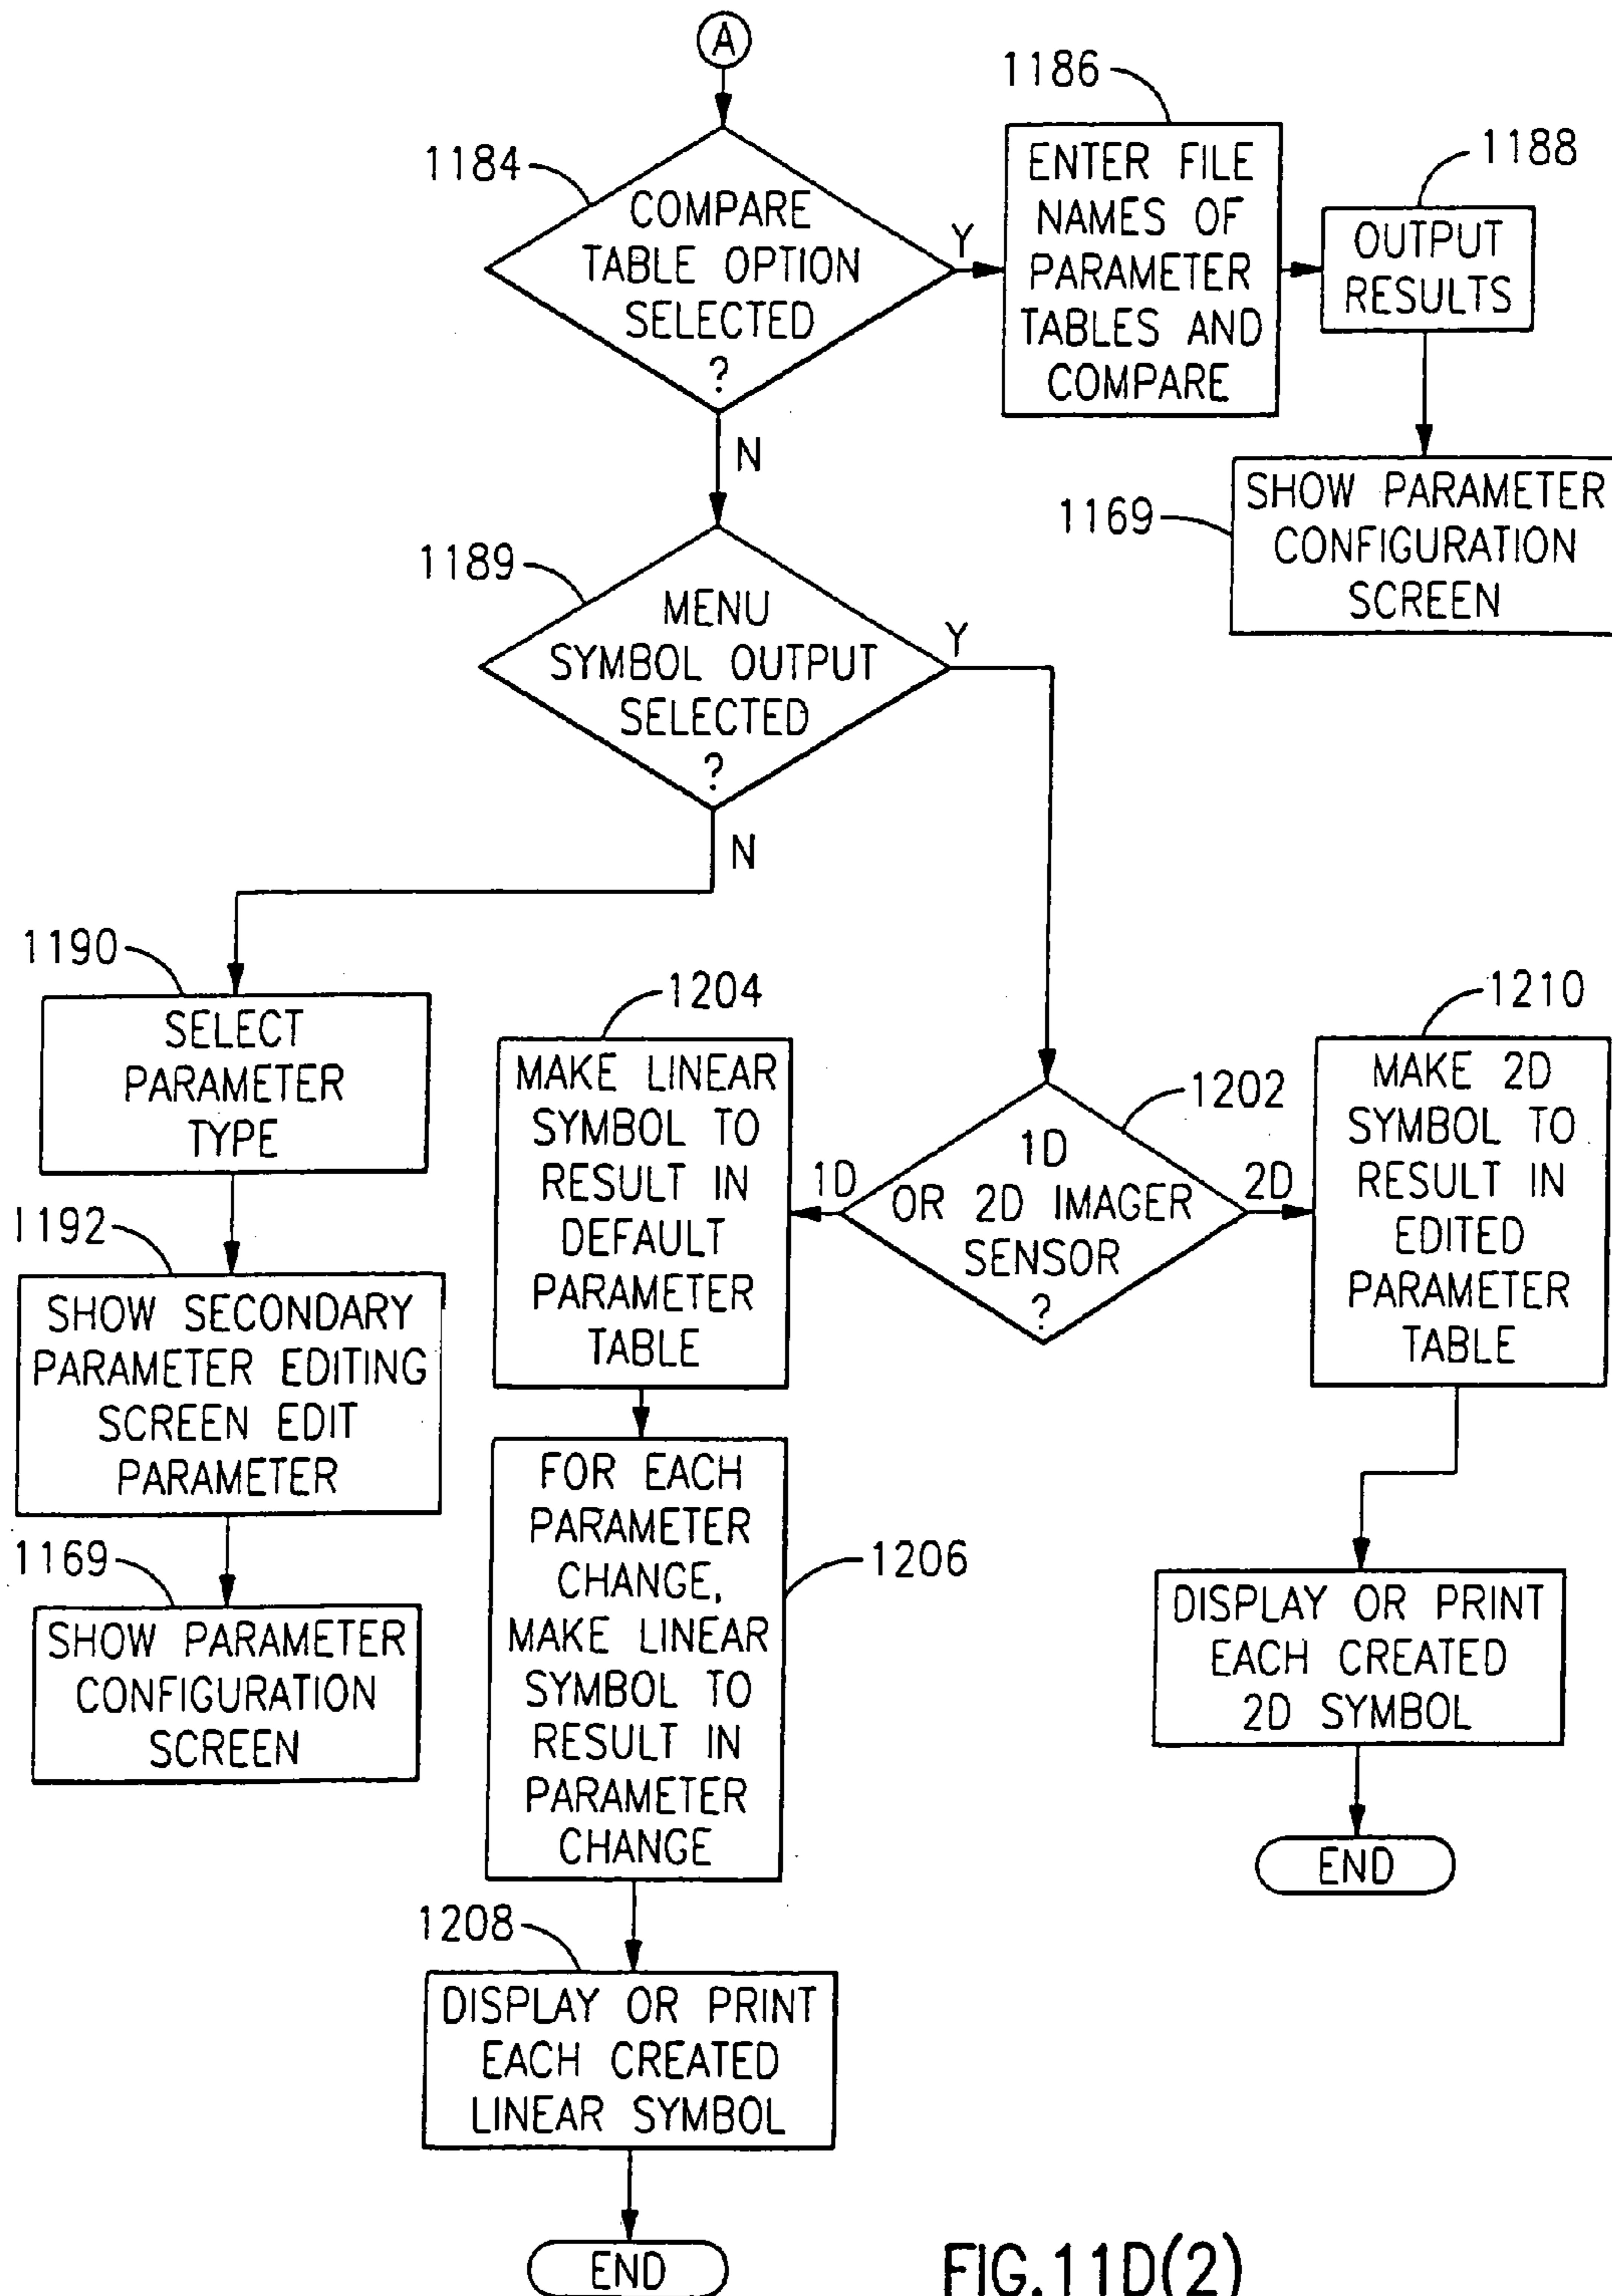 A
1184
COMPARE
TABLE OPTION
SELECTED
?
Y
N
1186
ENTER FILE
NAMES OF
PARAMETER
TABLES AND
COMPARE
1188
OUTPUT
RESULTS
1169
SHOW PARAMETER
CONFIGURATION
SCREEN
1189
MENU
SYMBOL OUTPUT
SELECTED
?
Y
N
1190
SELECT
PARAMETER
TYPE
1192
SHOW SECONDARY
PARAMETER EDITING
SCREEN EDIT
PARAMETER
1169
SHOW PARAMETER
CONFIGURATION
SCREEN
1202
1D
OR 2D IMAGER
SENSOR
?
1D
2D
1204
MAKE LINEAR
SYMBOL TO
RESULT IN
DEFAULT
PARAMETER
TABLE
1206
FOR EACH
PARAMETER
CHANGE,
MAKE LINEAR
SYMBOL TO
RESULT IN
PARAMETER
CHANGE
1208
DISPLAY OR PRINT
EACH CREATED
LINEAR SYMBOL
END
1210
MAKE 2D
SYMBOL TO
RESULT IN
EDITED
PARAMETER
TABLE
DISPLAY OR PRINT
EACH CREATED
2D SYMBOL
END
FIG.11D(2)